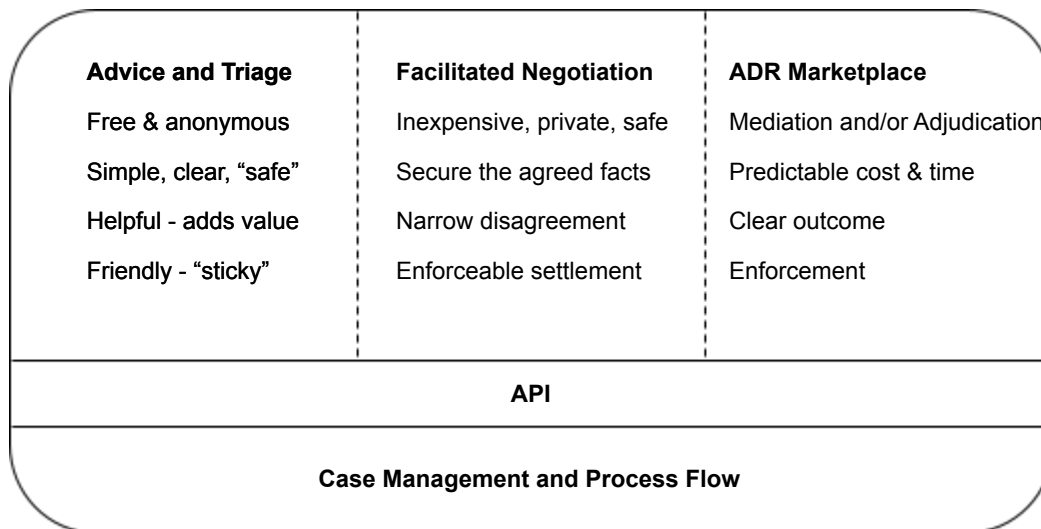 Advice and Triage
Free & anonymous
Simple, clear, “safe”
Helpful - adds value
Friendly - “sticky”
Facilitated Negotiation
Inexpensive, private, safe
Secure the agreed facts
Narrow disagreement
Enforceable settlement
ADR Marketplace
Mediation and/or Adjudication
Predictable cost & time
Clear outcome
Enforcement
API
Case Management and Process Flow